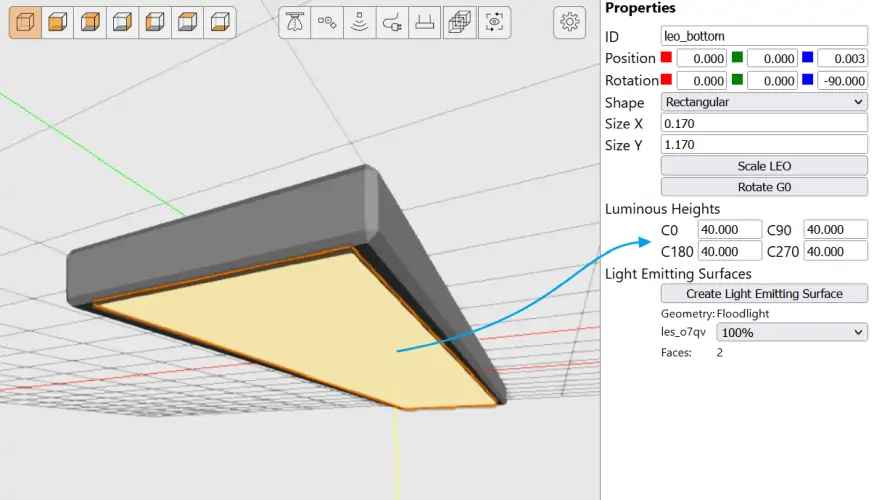 Properties
ID leo_bottom
Position 0.000 0.000 0.003
Rotation 0.000 0.000 -90.000
Shape Rectangular
Size X 0.170
Size Y 1.170
Scale LEO
Rotate G0
Luminous Heights
C0 40.000 C90 40.000
C180 40.000 C270 40.000
Light Emitting Surfaces
Create Light Emitting Surface
Geometry: Floodlight
les_o7qv 100%
Faces: 2